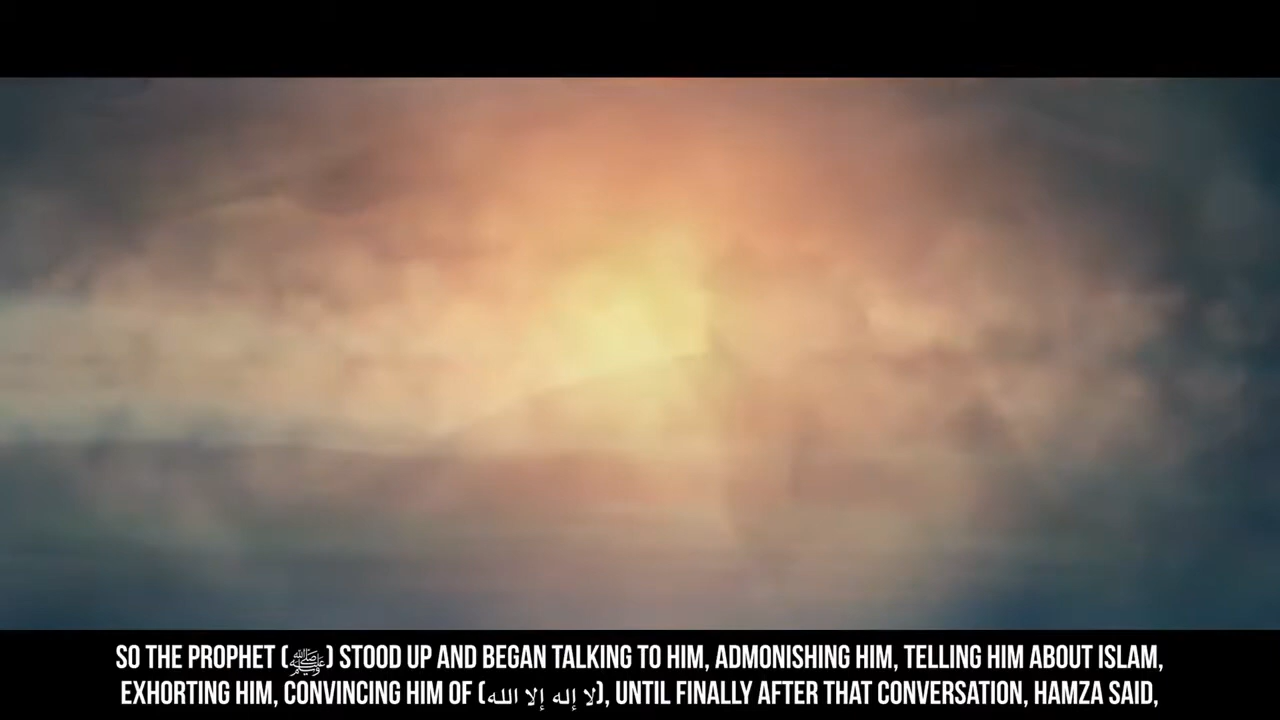 SO THE PROPHET (ﷺ) STOOD UP AND BEGAN TALKING TO HIM, ADMONISHING HIM, TELLING HIM ABOUT ISLAM,
EXHORTING HIM, CONVINCING HIM OF (لا إله إلا الله), UNTIL FINALLY AFTER THAT CONVERSATION, HAMZA SAID,